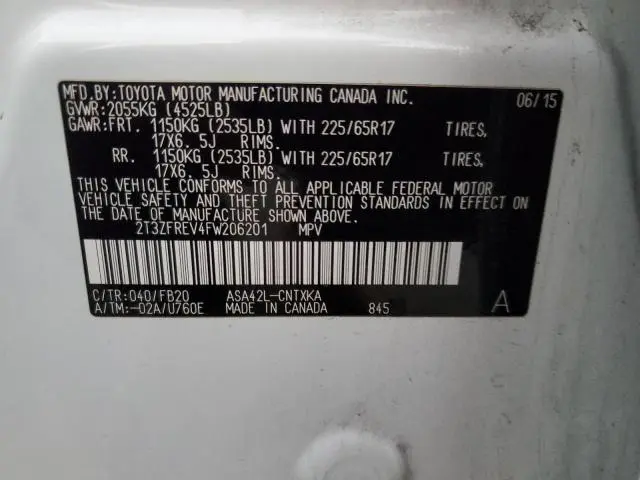 MFD.BY:TOYOTA MOTOR MANUFACTURING CANADA INC. 06/15
GVWR:2055KG (4525LB)
GAWR:FRT. 1150KG (2535LB) WITH 225/65R17 TIRES,
17X6. 5J RIMS.
RR. 1150KG (2535LB) WITH 225/65R17 TIRES,
17X6. 5J RIMS.
THIS VEHICLE CONFORMS TO ALL APPLICABLE FEDERAL MOTOR
VEHICLE SAFETY AND THEFT PREVENTION STANDARDS IN EFFECT ON
THE DATE OF MANUFACTURE SHOWN ABOVE.
2T3ZFREV4FW206201 MPV
C/TR:040/FB20 ASA42L-CNTXKA
A/TM:-02A/U760E MADE IN CANADA 845 A